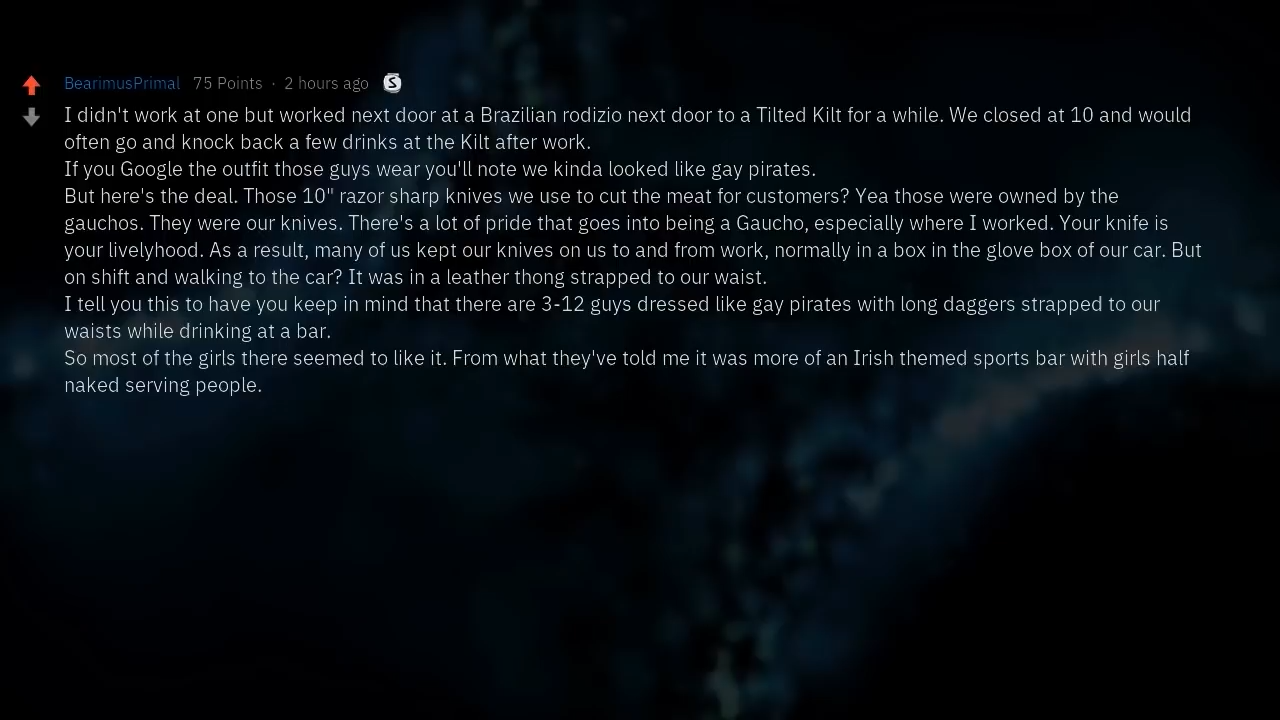 BearimusPrimal 75 Points · 2 hours ago S
I didn't work at one but worked next door at a Brazilian rodizio next door to a Tilted Kilt for a while. We closed at 10 and would
often go and knock back a few drinks at the Kilt after work.
If you Google the outfit those guys wear you'll note we kinda looked like gay pirates.
But here's the deal. Those 10" razor sharp knives we use to cut the meat for customers? Yea those were owned by the
gauchos. They were our knives. There's a lot of pride that goes into being a Gaucho, especially where I worked. Your knife is
your livelyhood. As a result, many of us kept our knives on us to and from work, normally in a box in the glove box of our car. But
on shift and walking to the car? It was in a leather thong strapped to our waist.
I tell you this to have you keep in mind that there are 3-12 guys dressed like gay pirates with long daggers strapped to our
waists while drinking at a bar.
So most of the girls there seemed to like it. From what they've told me it was more of an Irish themed sports bar with girls half
naked serving people.